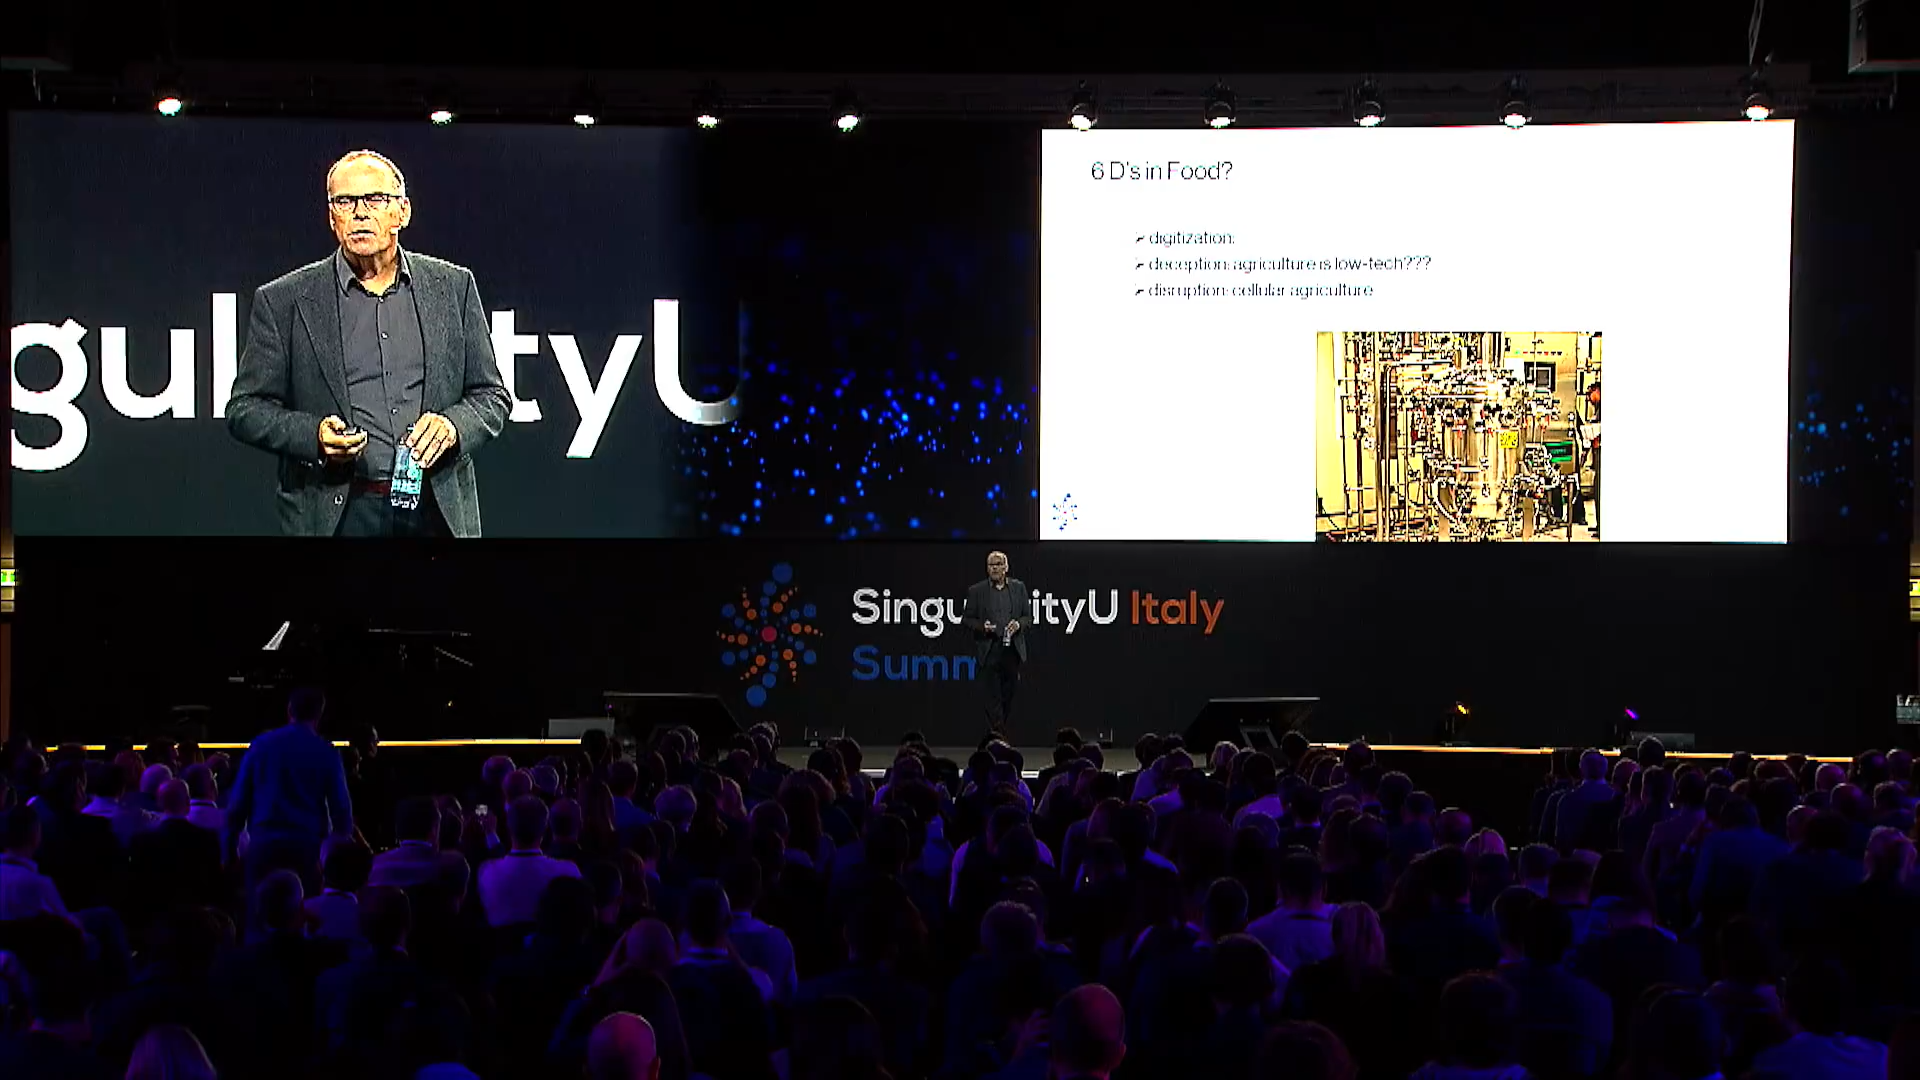 gul tyU
6 D's in Food?
➢ digitization:
➢ deception: agriculture is low-tech???
➢ disruption: cellular agriculture
Singu ityU Italy
Summ